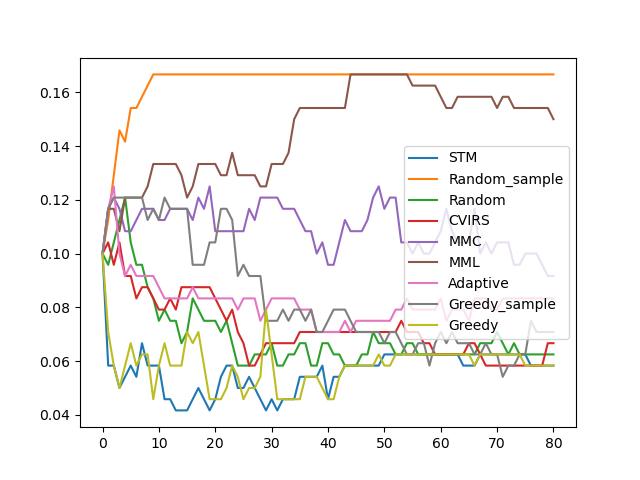 0.16
0.14
0.12
0.10
0.08
0.06
0.04
0 10 20 30 40 50 60 70 80
STM
Random_sample
Random
CVIRS
MMC
MML
Adaptive
Greedy_sample
Greedy